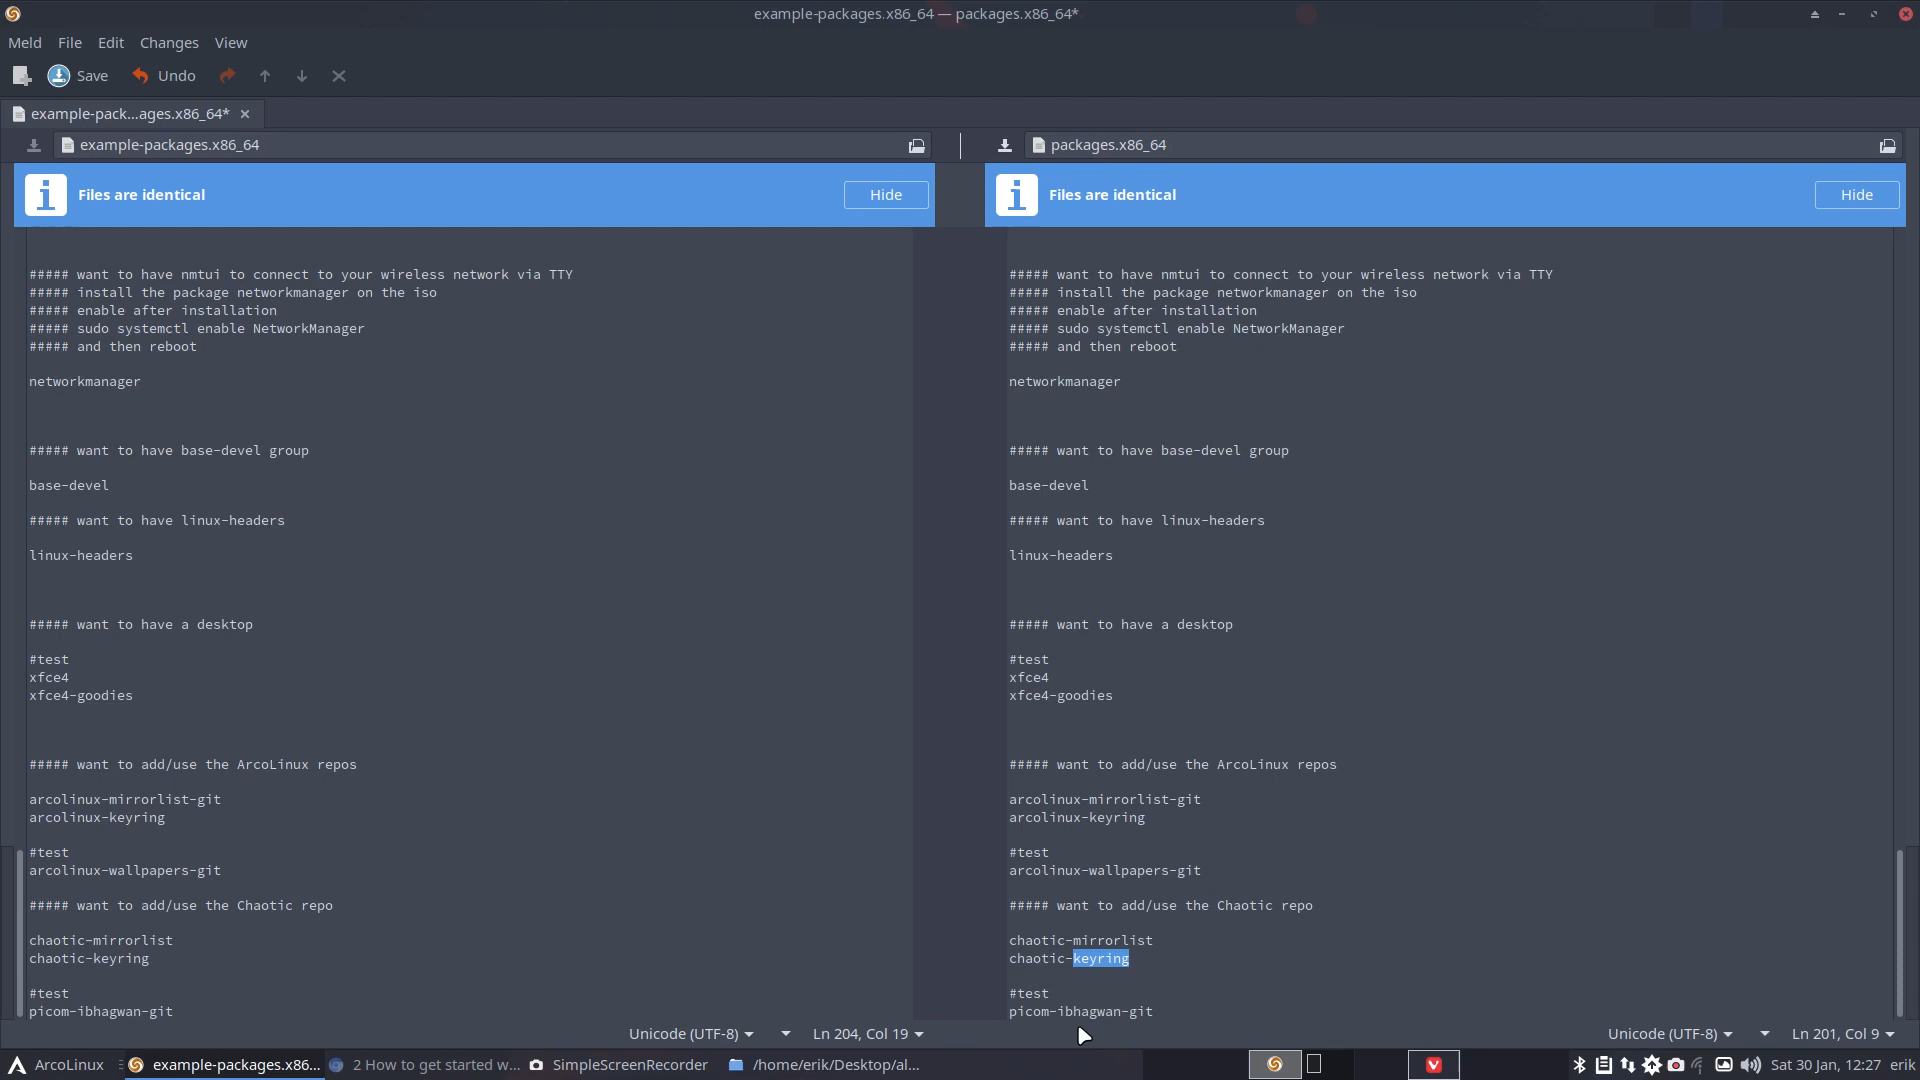 example-packages.x86_64 — packages.x86_64*
Meld File Edit Changes View
Save Undo
example-pack...ages.x86_64*
example-packages.x86_64
packages.x86_64
Files are identical
Hide
Files are identical
Hide
##### want to have nmtui to connect to your wireless network via TTY
##### install the package networkmanager on the iso
##### enable after installation
##### sudo systemctl enable NetworkManager
##### and then reboot
networkmanager
##### want to have base-devel group
base-devel
##### want to have linux-headers
linux-headers
##### want to have a desktop
#test
xfce4
xfce4-goodies
##### want to add/use the ArcoLinux repos
arcolinux-mirrorlist-git
arcolinux-keyring
#test
arcolinux-wallpapers-git
##### want to add/use the Chaotic repo
chaotic-mirrorlist
chaotic-keyring
#test
picom-ibhagwan-git
##### want to have nmtui to connect to your wireless network via TTY
##### install the package networkmanager on the iso
##### enable after installation
##### sudo systemctl enable NetworkManager
##### and then reboot
networkmanager
##### want to have base-devel group
base-devel
##### want to have linux-headers
linux-headers
##### want to have a desktop
#test
xfce4
xfce4-goodies
##### want to add/use the ArcoLinux repos
arcolinux-mirrorlist-git
arcolinux-keyring
#test
arcolinux-wallpapers-git
##### want to add/use the Chaotic repo
chaotic-mirrorlist
chaotic-keyring
#test
picom-ibhagwan-git
Unicode (UTF-8) Ln 204, Col 19
Unicode (UTF-8) Ln 201, Col 9
ArcoLinux example-packages.x86... 2 How to get started w... SimpleScreenRecorder /home/erik/Desktop/al... Sat 30 Jan, 12:27 erik